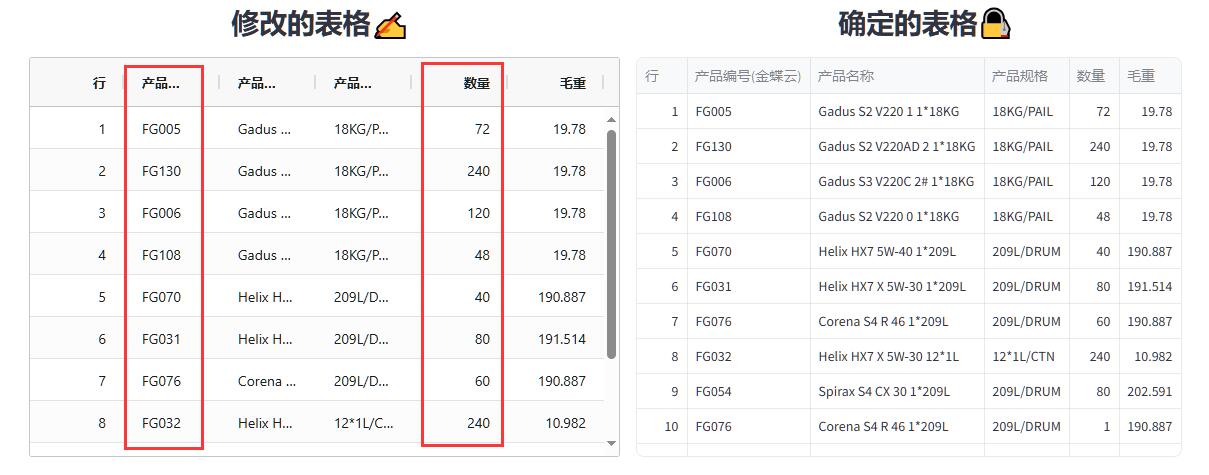 修改的表格✍
行 产品... 产品... 产品... 数量 毛重
1 FG005 Gadus ... 18KG/P... 72 19.78
2 FG130 Gadus ... 18KG/P... 240 19.78
3 FG006 Gadus ... 18KG/P... 120 19.78
4 FG108 Gadus ... 18KG/P... 48 19.78
5 FG070 Helix H... 209L/D... 40 190.887
6 FG031 Helix H... 209L/D... 80 191.514
7 FG076 Corena ... 209L/D... 60 190.887
8 FG032 Helix H... 12*1L/C... 240 10.982
确定的表格🔏
行 产品编号(金蝶云) 产品名称 产品规格 数量 毛重
1 FG005 Gadus S2 V220 1 1*18KG 18KG/PAIL 72 19.78
2 FG130 Gadus S2 V220AD 2 1*18KG 18KG/PAIL 240 19.78
3 FG006 Gadus S3 V220C 2# 1*18KG 18KG/PAIL 120 19.78
4 FG108 Gadus S2 V220 0 1*18KG 18KG/PAIL 48 19.78
5 FG070 Helix HX7 5W-40 1*209L 209L/DRUM 40 190.887
6 FG031 Helix HX7 X 5W-30 1*209L 209L/DRUM 80 191.514
7 FG076 Corena S4 R 46 1*209L 209L/DRUM 60 190.887
8 FG032 Helix HX7 X 5W-30 12*1L 12*1L/CTN 240 10.982
9 FG054 Spirax S4 CX 30 1*209L 209L/DRUM 80 202.591
10 FG076 Corena S4 R 46 1*209L 209L/DRUM 1 190.887